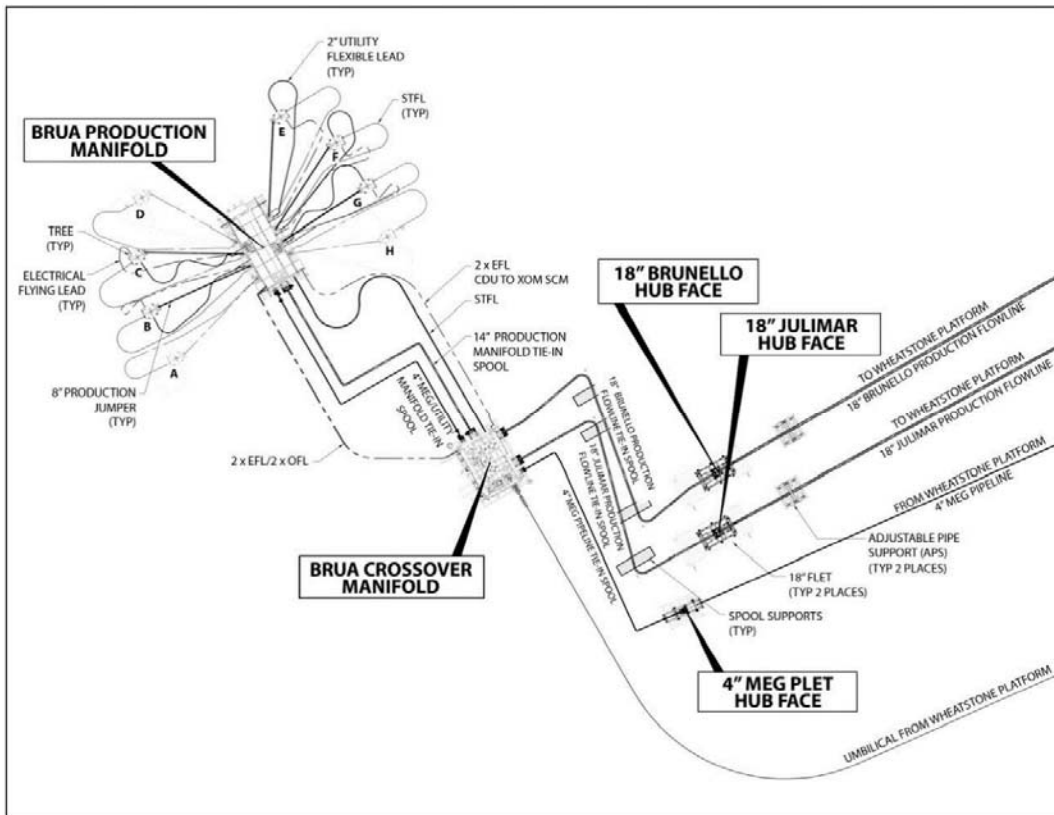 2" UTILITY
FLEXIBLE LEAD
(TYP)
STFL
(TYP)
BRUA PRODUCTION
MANIFOLD
E
F
G
H
D
C
B
A
TREE
(TYP)
ELECTRICAL
FLYING LEAD
(TYP)
8" PRODUCTION
JUMPER
(TYP)
2 x EFL
CDU TO XOM SCM
STFL
14" PRODUCTION
MANIFOLD TIE-IN
SPOOL
4" MEG/UTILITY
MANIFOLD TIE-IN
SPOOL
2 x EFL/2 x OFL
BRUA CROSSOVER
MANIFOLD
18" BRUNELLO
HUB FACE
18" JULIMAR
HUB FACE
TO WHEATSTONE PLATFORM
18" BRUNELLO PRODUCTION FLOWLINE
TO WHEATSTONE PLATFORM
18" JULIMAR PRODUCTION FLOWLINE
FROM WHEATSTONE PLATFORM
4" MEG PIPELINE
18" BRUNELLO PRODUCTION
FLOWLINE TIE-IN SPOOL
18" JULIMAR PRODUCTION
FLOWLINE TIE-IN SPOOL
4" MEG PIPELINE TIE-IN SPOOL
ADJUSTABLE PIPE
SUPPORT (APS)
(TYP 2 PLACES)
18" FLET
(TYP 2 PLACES)
SPOOL SUPPORTS
(TYP)
4" MEG PLET
HUB FACE
UMBILICAL FROM WHEATSTONE PLATFORM